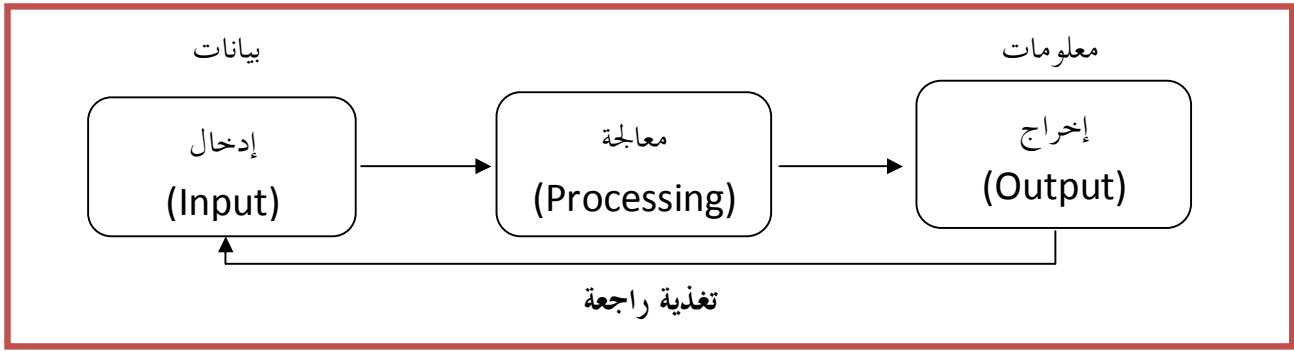 بيانات
معلومات
إدخال
(Input)
معالجة
(Processing)
إخراج
(Output)
تغذية راجعة